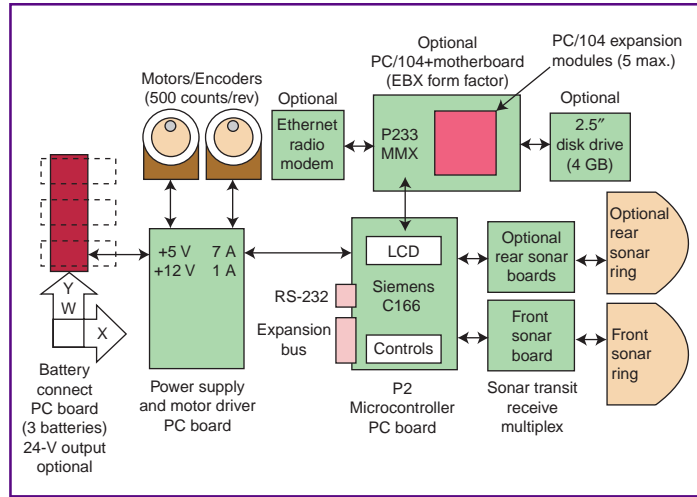 Optional
PC/104+motherboard
(EBX form factor)
PC/104 expansion
modules (5 max.)
Motors/Encoders
(500 counts/rev)
Optional
Ethernet
radio
modem
P233
MMX
Optional
2.5″
disk drive
(4 GB)
+5 V 7 A
+12 V 1 A
LCD
Siemens
C166
Controls
RS-232
Expansion
bus
Optional
rear sonar
boards
Optional
rear
sonar
ring
Front
sonar
board
Front
sonar
ring
Y
W
X
Battery
connect
PC board
(3 batteries)
24-V output
optional
Power supply
and motor driver
PC board
P2
Microcontroller
PC board
Sonar transit
receive
multiplex